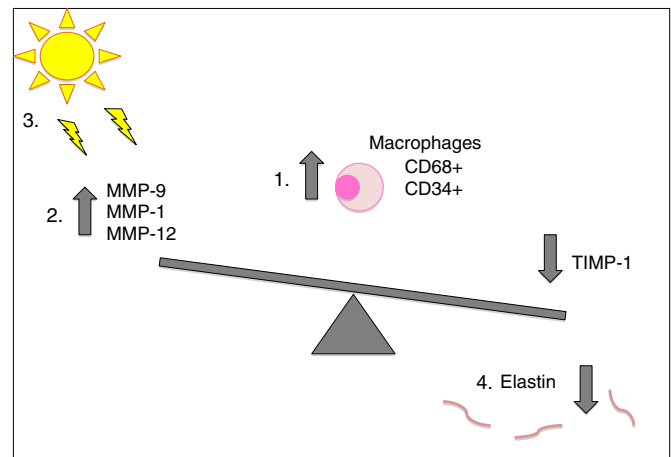 3.
1.
Macrophages
CD68+
CD34+
2.
MMP-9
MMP-1
MMP-12
TIMP-1
4. Elastin